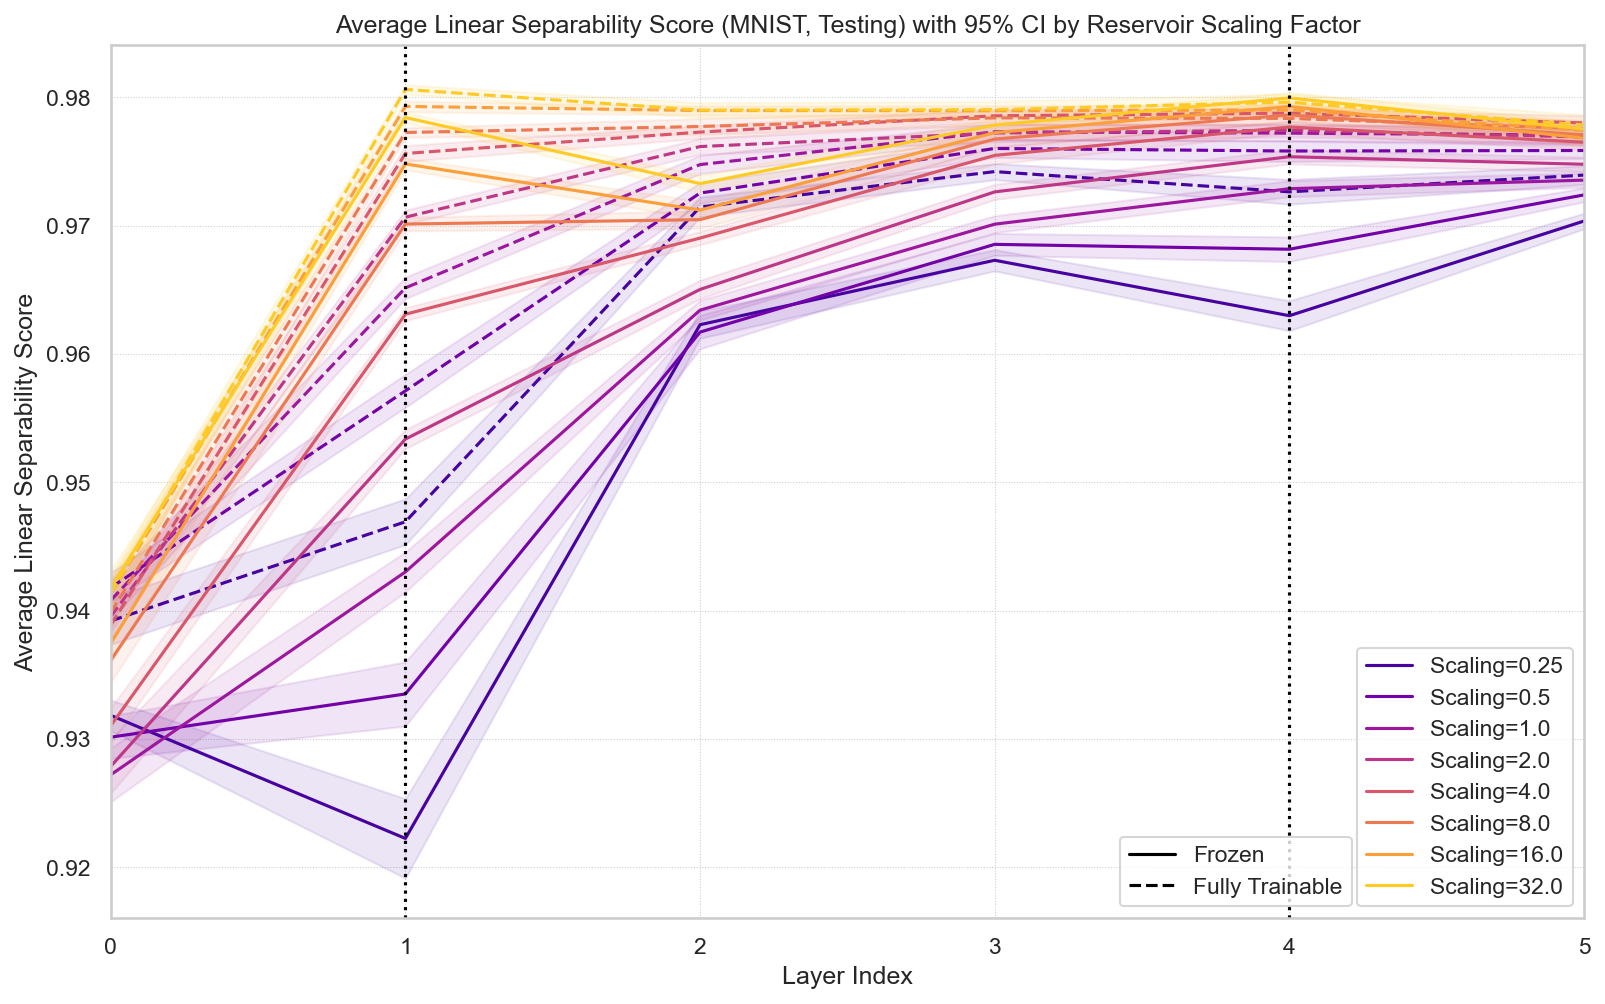 Average Linear Separability Score (MNIST, Testing) with 95% CI by Reservoir Scaling Factor
Average Linear Separability Score
0.98
0.97
0.96
0.95
0.94
0.93
0.92
Scaling=0.25
Scaling=0.5
Scaling=1.0
Scaling=2.0
Scaling=4.0
Scaling=8.0
Scaling=16.0
Scaling=32.0
Frozen
Fully Trainable
0 1 2 3 4 5
Layer Index